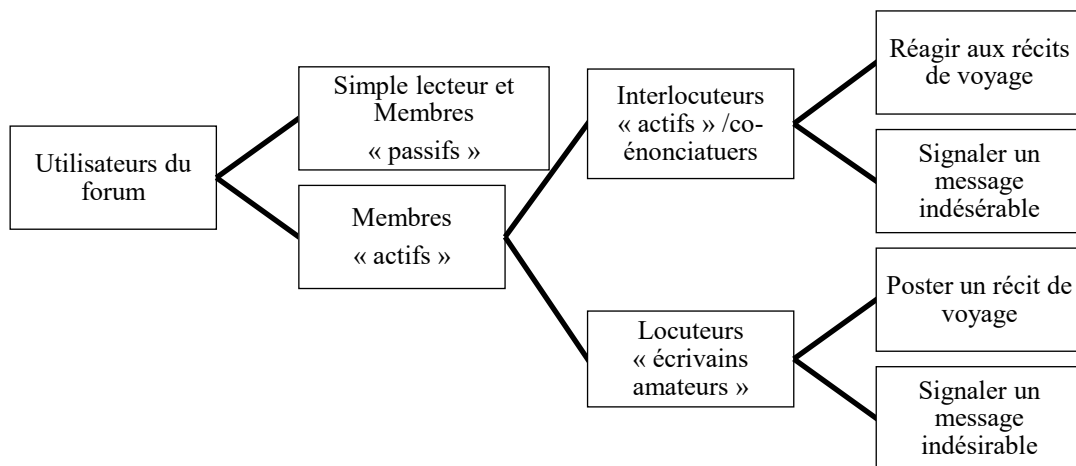 Utilisateurs du
forum
Simple lecteur et
Membres
« passifs »
Membres
« actifs »
Interlocuteurs
« actifs » /co-
énonciatuers
Réagir aux récits
de voyage
Signaler un
message
indésérable
Locuteurs
« écrivains
amateurs »
Poster un récit de
voyage
Signaler un
message
indésirable